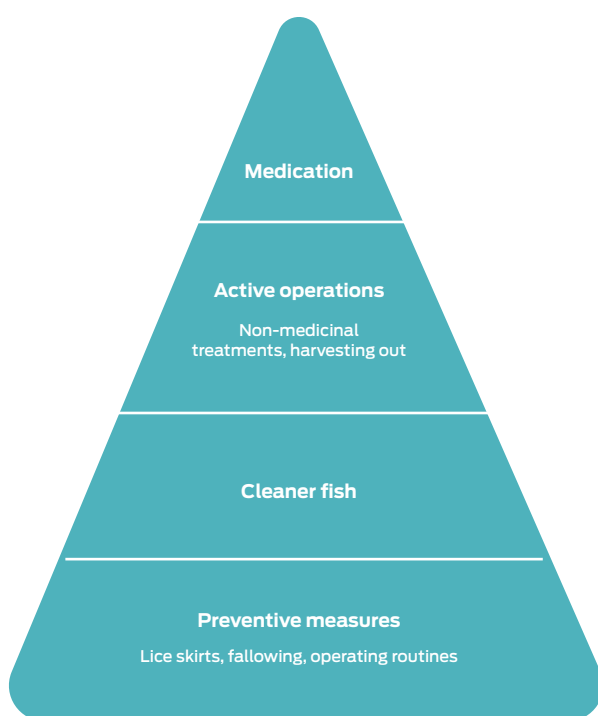 Medication
Active operations
Non-medicinal
treatments, harvesting out
Cleaner fish
Preventive measures
Lice skirts, fallowing, operating routines